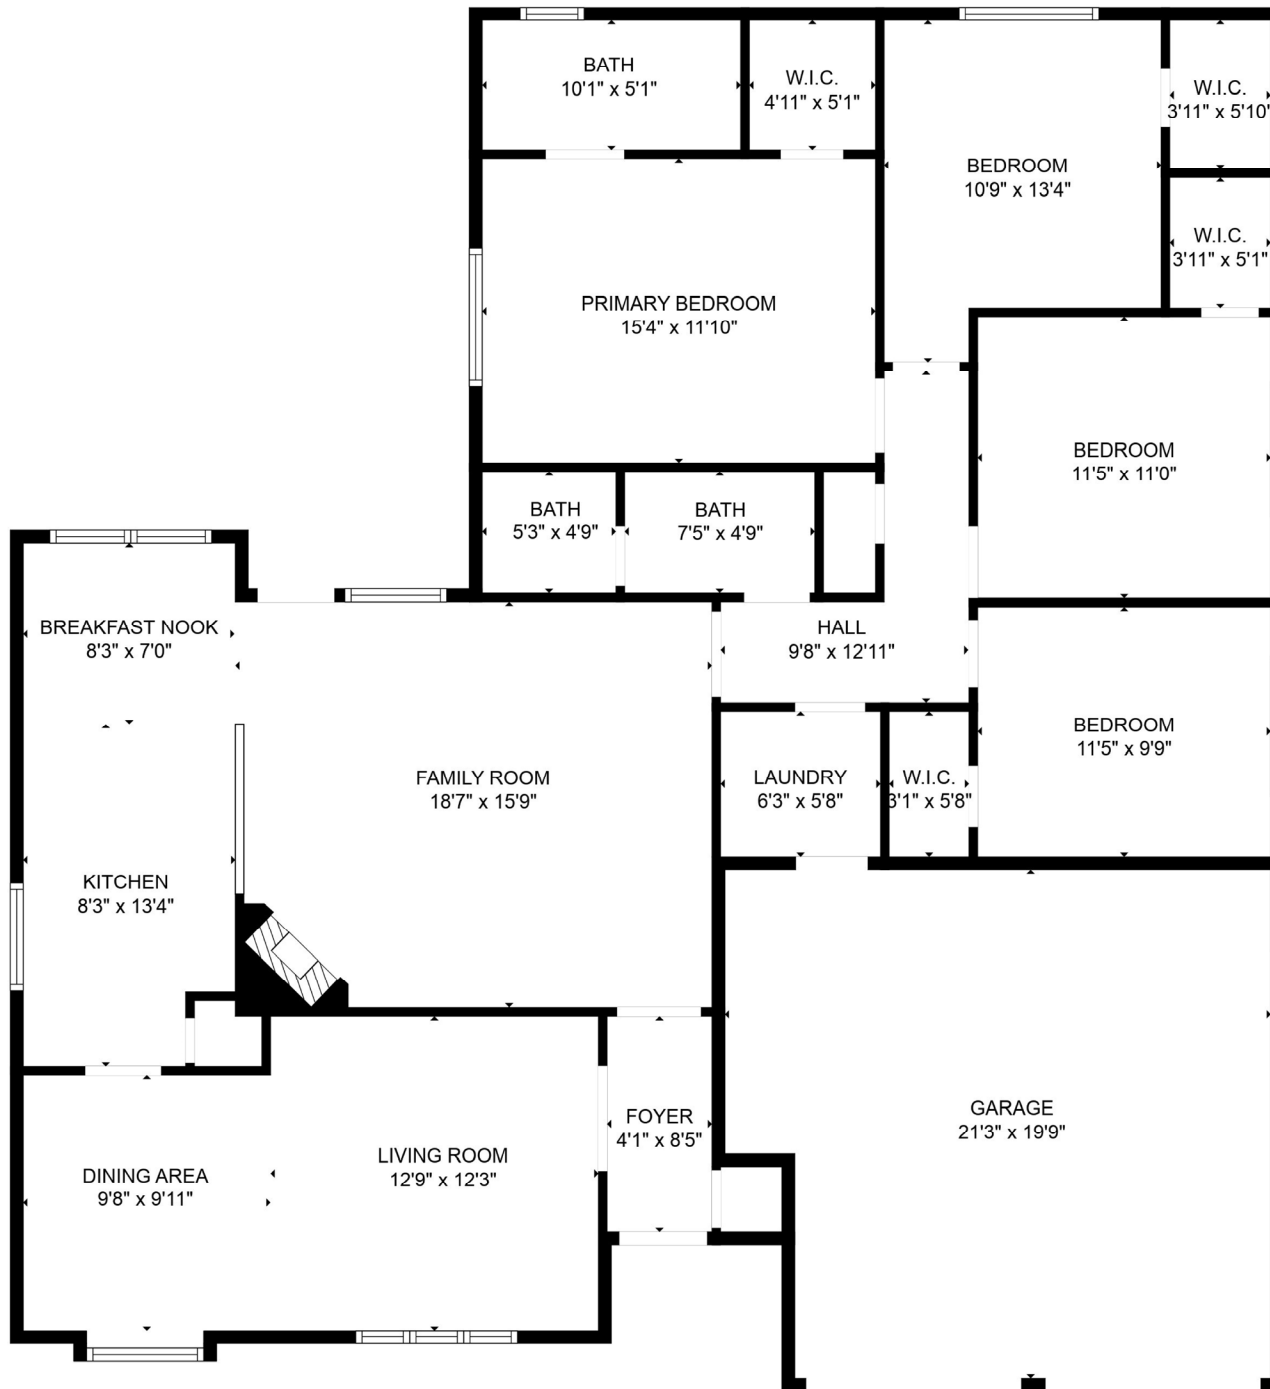 BATH
10'1" x 5'1"
W.I.C.
4'11" x 5'1"
W.I.C.
3'11" x 5'10"
BEDROOM
10'9" x 13'4"
W.I.C.
3'11" x 5'1"
PRIMARY BEDROOM
15'4" x 11'10"
BEDROOM
11'5" x 11'0"
BATH
5'3" x 4'9"
BATH
7'5" x 4'9"
BREAKFAST NOOK
8'3" x 7'0"
HALL
9'8" x 12'11"
BEDROOM
11'5" x 9'9"
FAMILY ROOM
18'7" x 15'9"
LAUNDRY
6'3" x 5'8"
W.I.C.
3'1" x 5'8"
KITCHEN
8'3" x 13'4"
GARAGE
21'3" x 19'9"
FOYER
4'1" x 8'5"
LIVING ROOM
12'9" x 12'3"
DINING AREA
9'8" x 9'11"